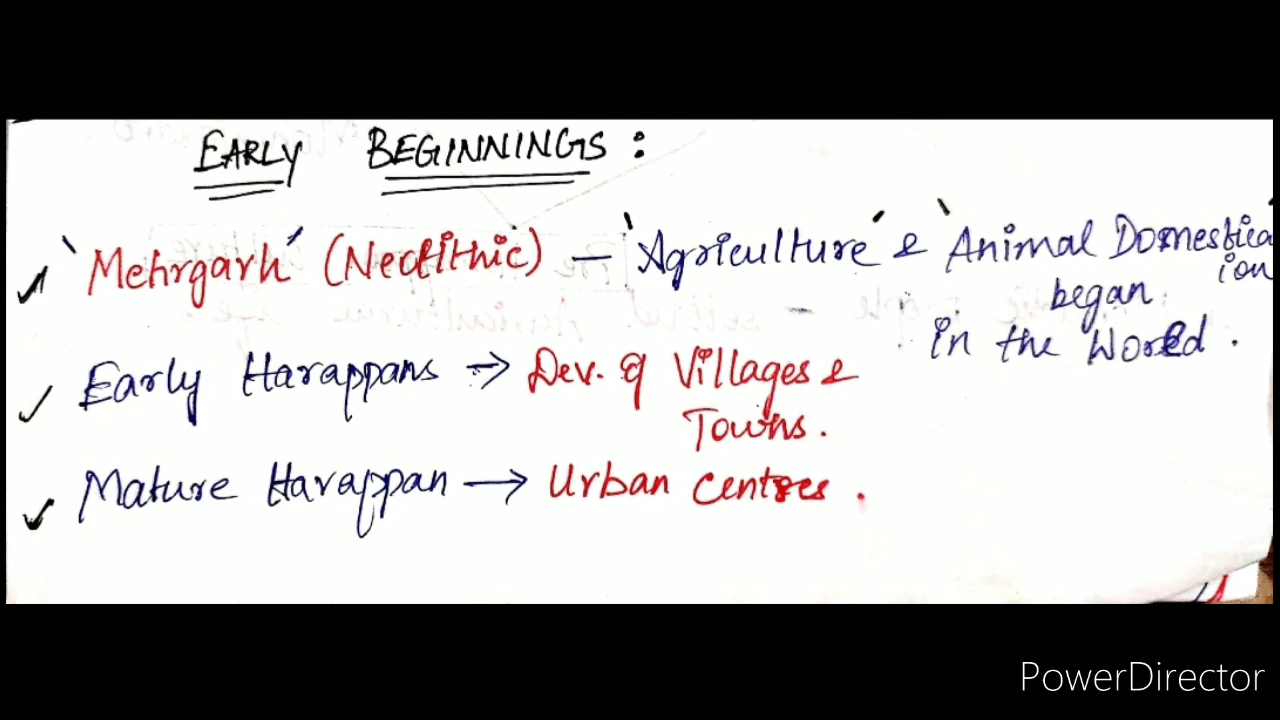 EARLY BEGINNINGS :
✓ 'Mehrgarh' (Neolithic) – 'Agriculture' & 'Animal Domestication'
began
in the World.
✓ Early Harappans → Dev. of Villages &
Towns.
✓ Mature Harappan → Urban Centres.
PowerDirector